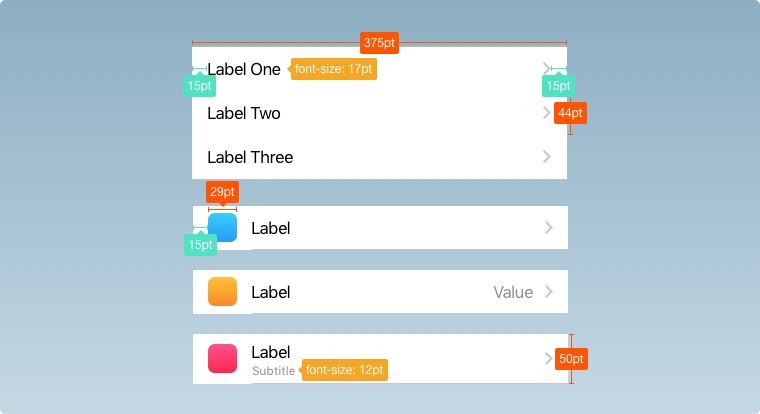 375pt
Label One font-size: 17pt
15pt 15pt
Label Two 44pt
Label Three
29pt
Label
15pt
Label Value
Label
Subtitle font-size: 12pt 50pt